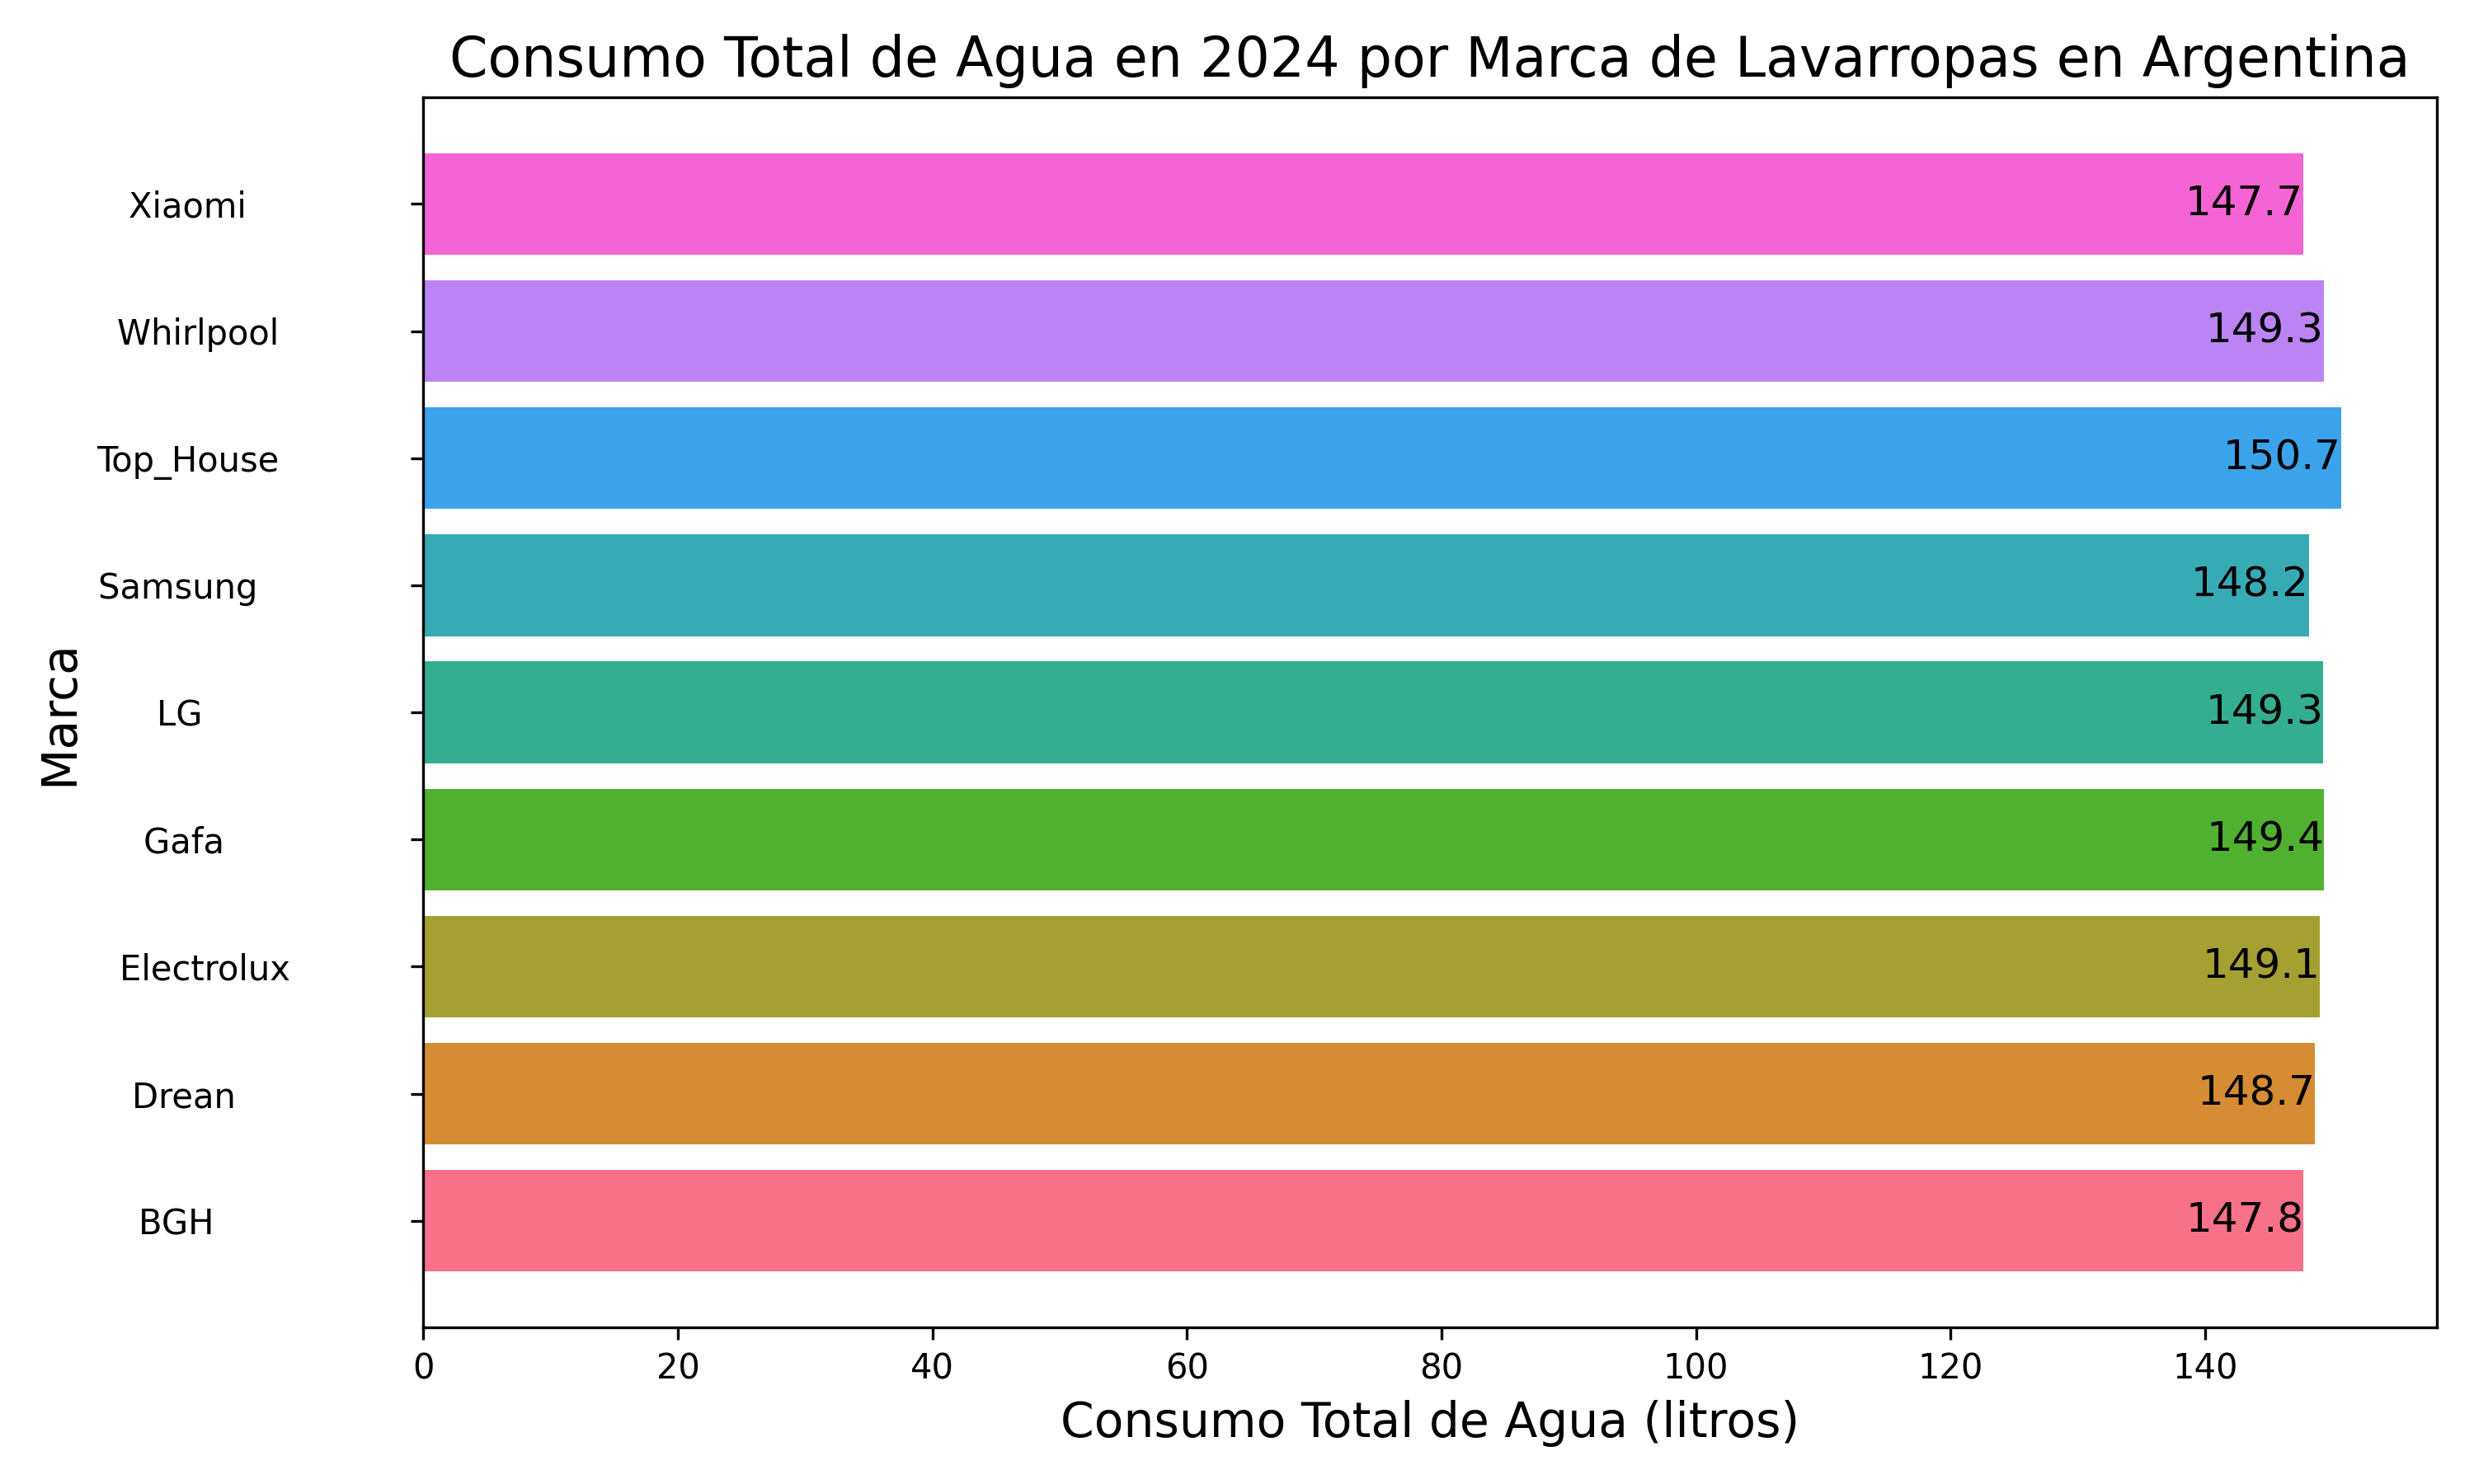 Consumo Total de Agua en 2024 por Marca de Lavarropas en Argentina
Xiaomi 147.7
Whirlpool 149.3
Top_House 150.7
Samsung 148.2
Marca
LG 149.3
Gafa 149.4
Electrolux 149.1
Drean 148.7
BGH 147.8
0 20 40 60 80 100 120 140
Consumo Total de Agua (litros)